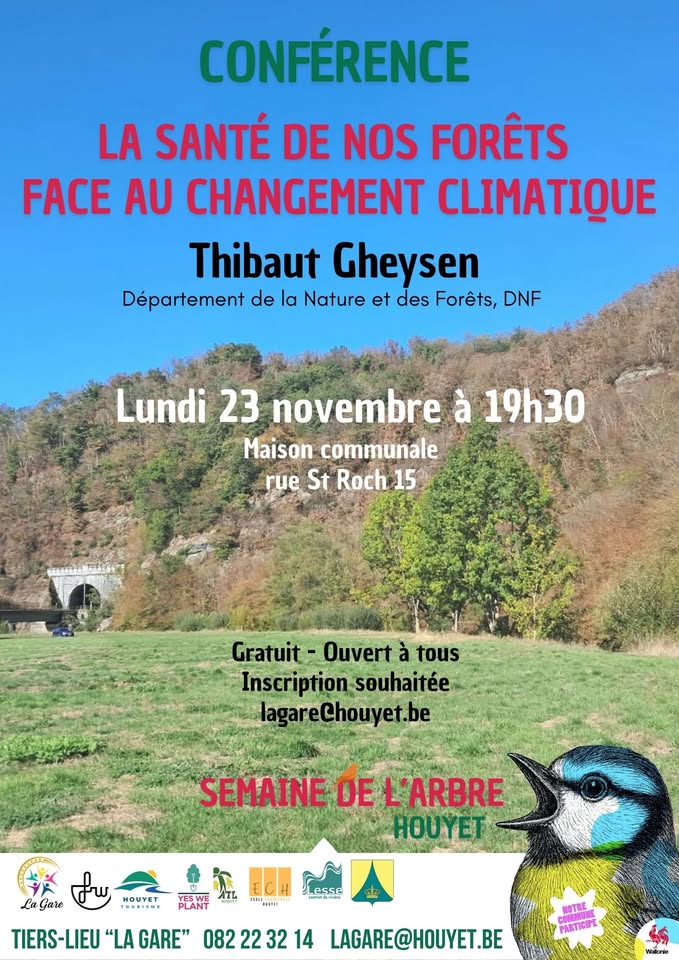 CONFÉRENCE
LA SANTÉ DE NOS FORÊTS
FACE AU CHANGEMENT CLIMATIQUE
Thibaut Gheysen
Département de la Nature et des Forêts, DNF
Lundi 23 novembre à 19h30
Maison communale
rue St Roch 15
Gratuit - Ouvert à tous
Inscription souhaitée
lagare@houyet.be
SEMAINE DE L'ARBRE
HOUYET
La Gare
HOUYET
TOURISME
YES WE
PLANT
ATL
ECH
HOUYET
Lesse
NOTRE
COMMUNE
PARTICIPE
Wallonie
TIERS-LIEU “LA GARE” 082 22 32 14 LAGARE@HOUYET.BE